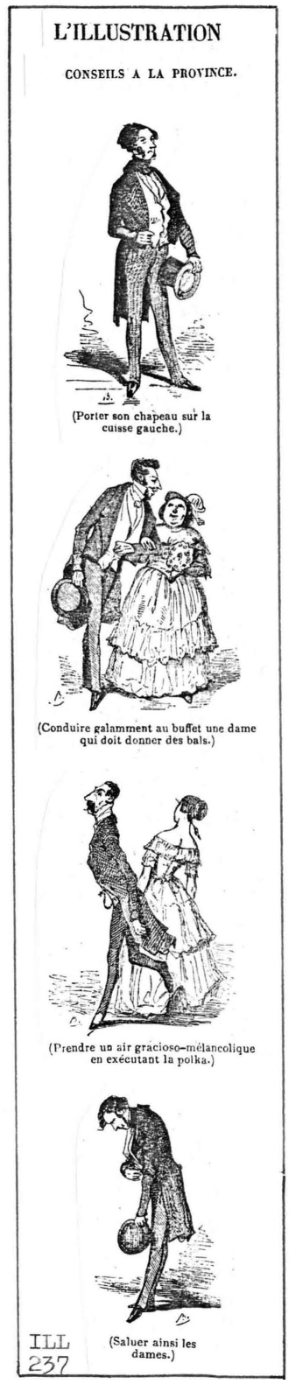 L'ILLUSTRATION
CONSEILS A LA PROVINCE.
(Porter son chapeau sur la
cuisse gauche.)
(Conduire galamment au buffet une dame
qui doit donner des bals.)
(Prendre un air gracioso-mélancolique
en exécutant la polka.)
(Saluer ainsi les
dames.)
ILL
237